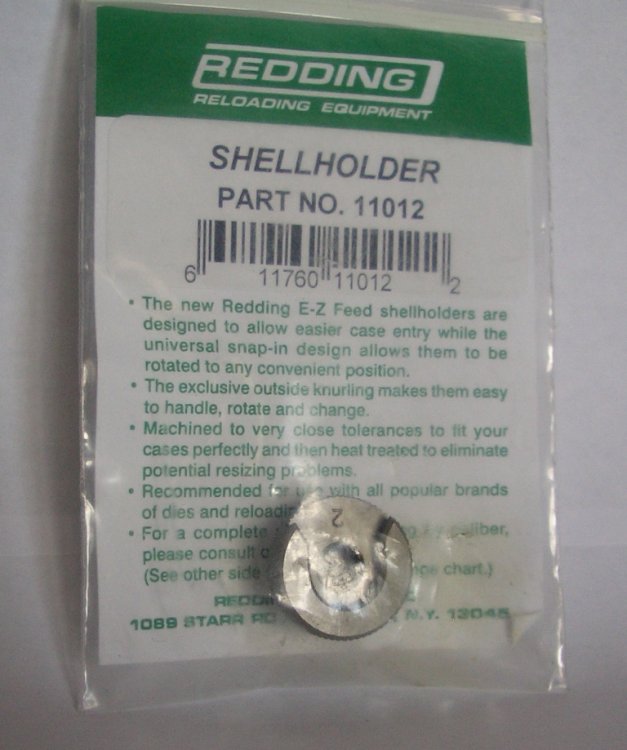 REDDING
RELOADING EQUIPMENT
SHELLHOLDER
PART NO. 11012
6 11760 11012 2
• The new Redding E-Z Feed shellholders are
designed to allow easier case entry while the
universal snap-in design allows them to be
rotated to any convenient position.
• The exclusive outside knurling makes them easy
to handle, rotate and change.
• Machined to very close tolerances to fit your
cases perfectly and then heat treated to eliminate
potential resizing problems.
• Recommended for use with all popular brands
of dies and reloading
2
• For a complete caliber,
please consult
(See other side chart.)
1089 STARR N.Y. 13045